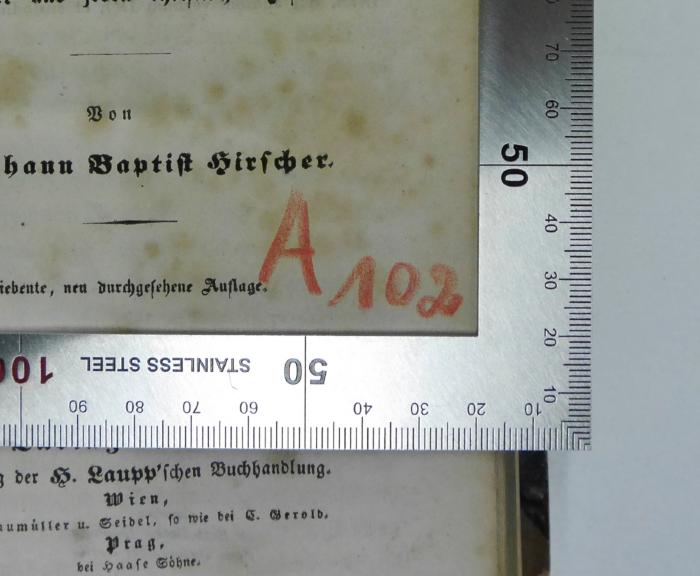 Von
hann Baptist Hirscher.
iebente, neu durchgesehene Auflage.
A 102
70
60
50
40
30
20
10
100 STAINLESS STEEL 50
90 80 70 60 40 30 20 10
g der H. Laupp'schen Buchhandlung.
Wien,
aumüller u. Seidel, so wie bei C. Gerold.
Prag,
bei Haase Söhne.